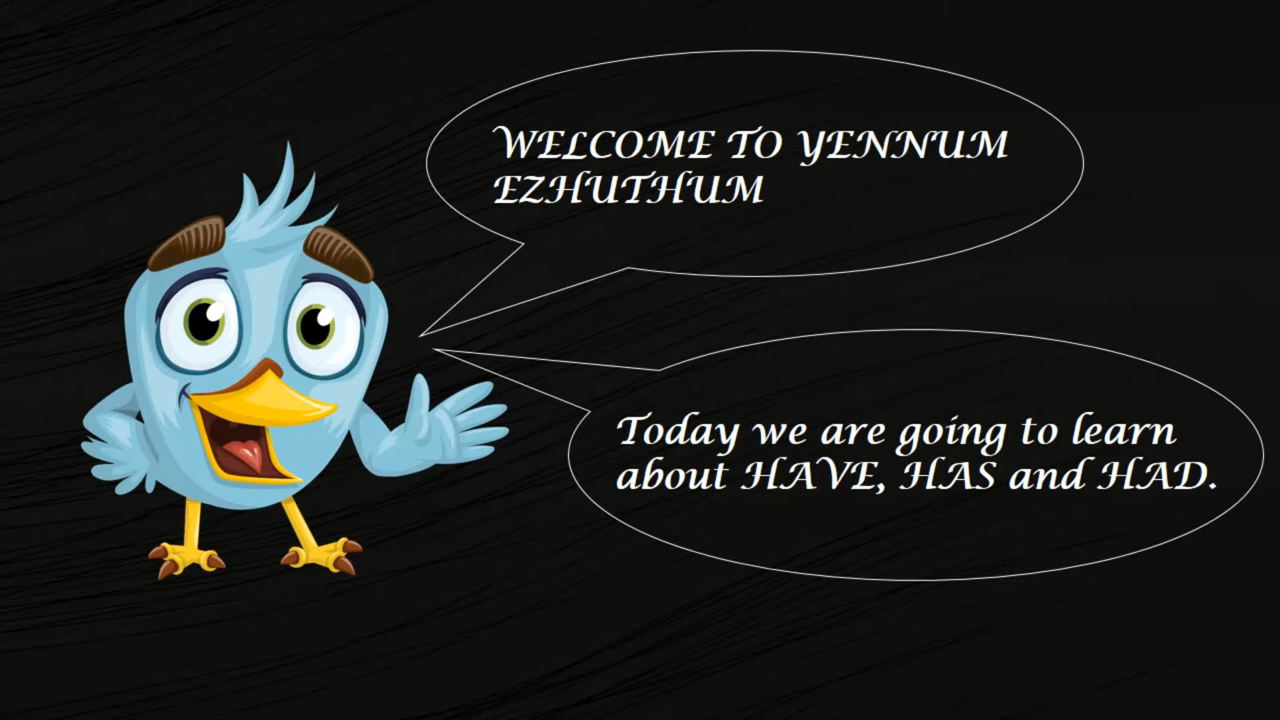 WELCOME TO YENNUM
EZHUTHUM
Today we are going to learn
about HAVE, HAS and HAD.